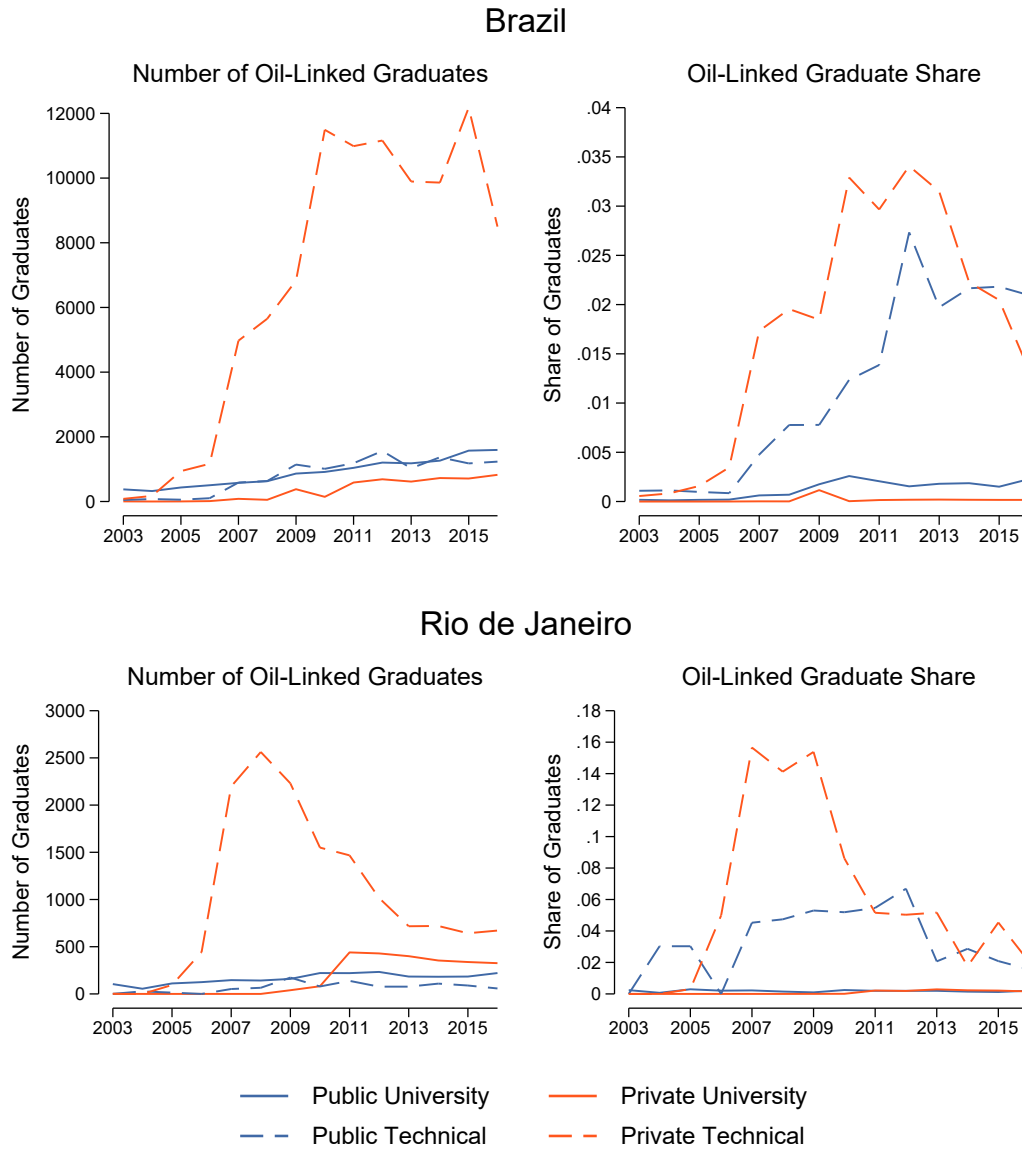 Brazil
Number of Oil-Linked Graduates
Number of Graduates
12000
10000
8000
6000
4000
2000
0
2003 2005 2007 2009 2011 2013 2015
Oil-Linked Graduate Share
Share of Graduates
.04
.035
.03
.025
.02
.015
.01
.005
0
2003 2005 2007 2009 2011 2013 2015
Rio de Janeiro
Number of Oil-Linked Graduates
Number of Graduates
3000
2500
2000
1500
1000
500
0
2003 2005 2007 2009 2011 2013 2015
Oil-Linked Graduate Share
Share of Graduates
.18
.16
.14
.12
.1
.08
.06
.04
.02
0
2003 2005 2007 2009 2011 2013 2015
Public University Private University
Public Technical Private Technical